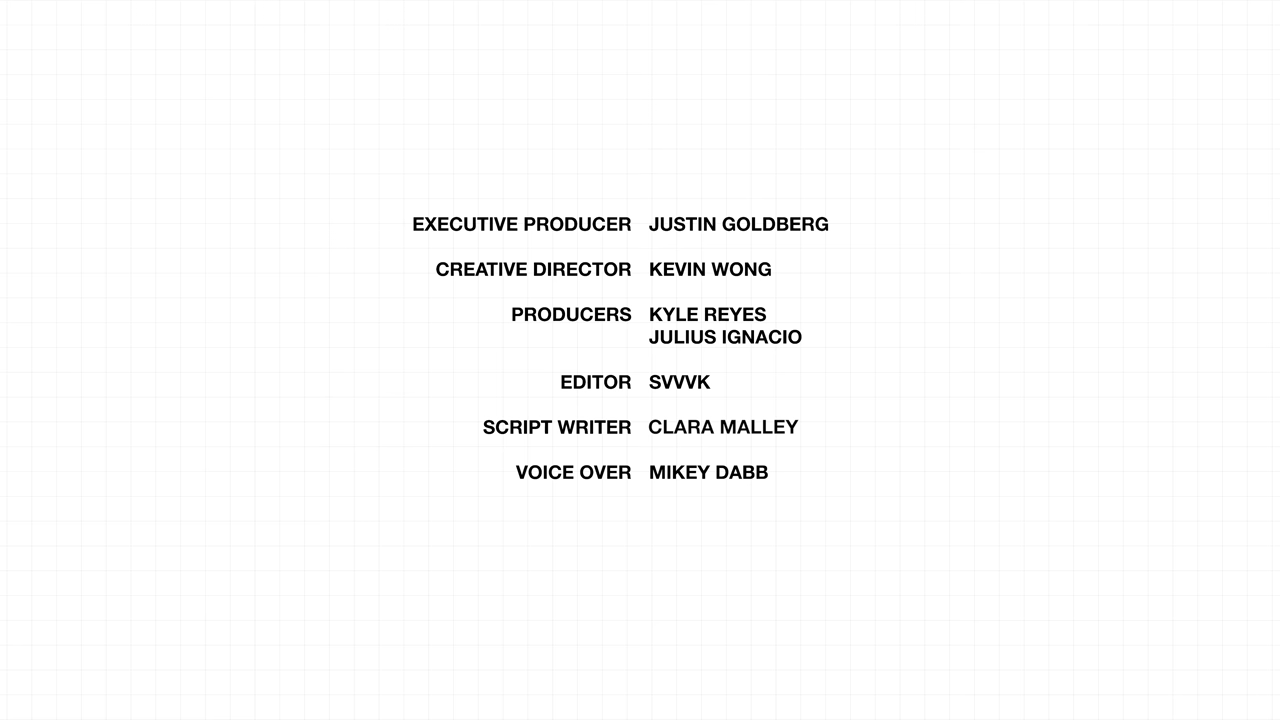 EXECUTIVE PRODUCER JUSTIN GOLDBERG
CREATIVE DIRECTOR KEVIN WONG
PRODUCERS KYLE REYES
JULIUS IGNACIO
EDITOR SVVVK
SCRIPT WRITER CLARA MALLEY
VOICE OVER MIKEY DABB